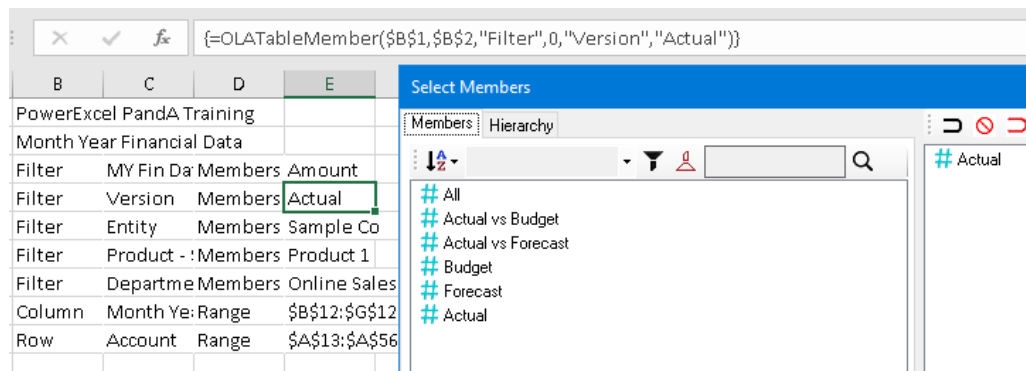 fx {=OLATableMember($B$1,$B$2,"Filter",0,"Version","Actual")}
B C D E
Select Members
PowerExcel PandA Training
Members Hierarchy
Month Year Financial Data
Filter MY Fin Da Members Amount
Actual
Filter Version Members Actual
Filter Entity Members Sample Co
Filter Product - Members Product 1
Filter Departme Members Online Sales
Column Month Ye Range $B$12:$G$12
Row Account Range $A$13:$A$56
All
Actual vs Budget
Actual vs Forecast
Budget
Forecast
Actual